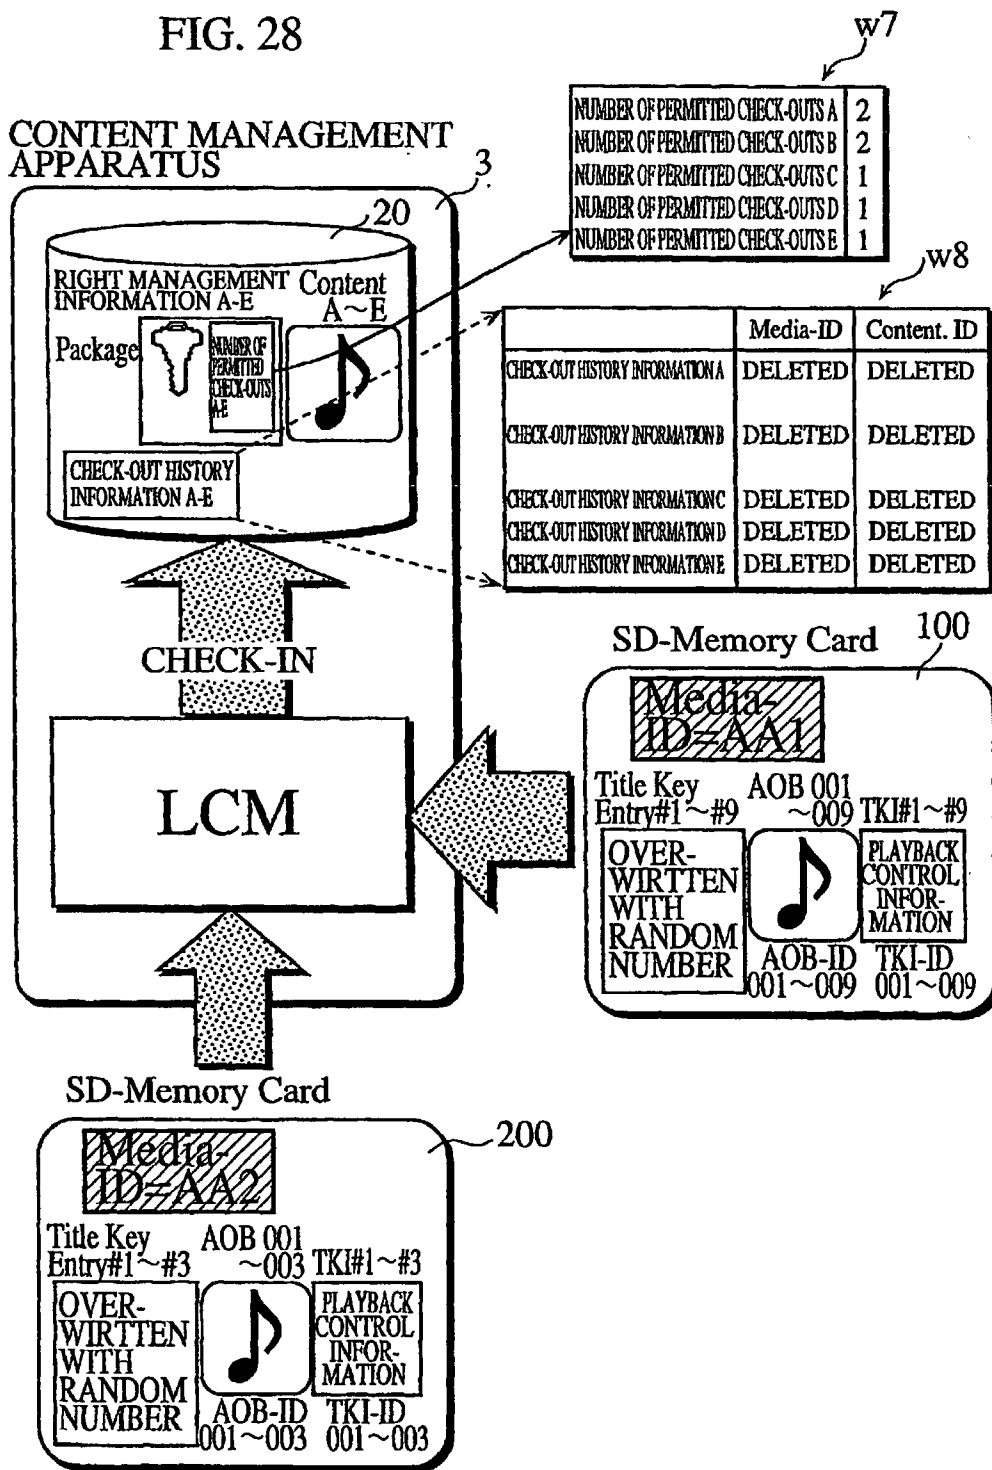 FIG. 28
w7
NUMBER OF PERMITTED CHECK-OUTS A 2
NUMBER OF PERMITTED CHECK-OUTS B 2
NUMBER OF PERMITTED CHECK-OUTS C 1
NUMBER OF PERMITTED CHECK-OUTS D 1
NUMBER OF PERMITTED CHECK-OUTS E 1
CONTENT MANAGEMENT
APPARATUS
3
20
RIGHT MANAGEMENT
INFORMATION A-E
Content
A~E
Package
NUMBER OF
PERMITTED
CHECK-OUTS
A-E
CHECK-OUT HISTORY
INFORMATION A-E
w8
Media-ID Content. ID
CHECK-OUT HISTORY INFORMATION A DELETED DELETED
CHECK-OUT HISTORY INFORMATION B DELETED DELETED
CHECK-OUT HISTORY INFORMATION C DELETED DELETED
CHECK-OUT HISTORY INFORMATION D DELETED DELETED
CHECK-OUT HISTORY INFORMATION E DELETED DELETED
CHECK-IN
LCM
SD-Memory Card
100
Media-
ID=AA1
Title Key
Entry#1~#9
AOB 001
~009
TKI#1~#9
OVER-
WIRTTEN
WITH
RANDOM
NUMBER
PLAYBACK
CONTROL
INFOR-
MATION
AOB-ID
001~009
TKI-ID
001~009
SD-Memory Card
200
Media-
ID=AA2
Title Key
Entry#1~#3
AOB 001
~003
TKI#1~#3
OVER-
WIRTTEN
WITH
RANDOM
NUMBER
PLAYBACK
CONTROL
INFOR-
MATION
AOB-ID
001~003
TKI-ID
001~003